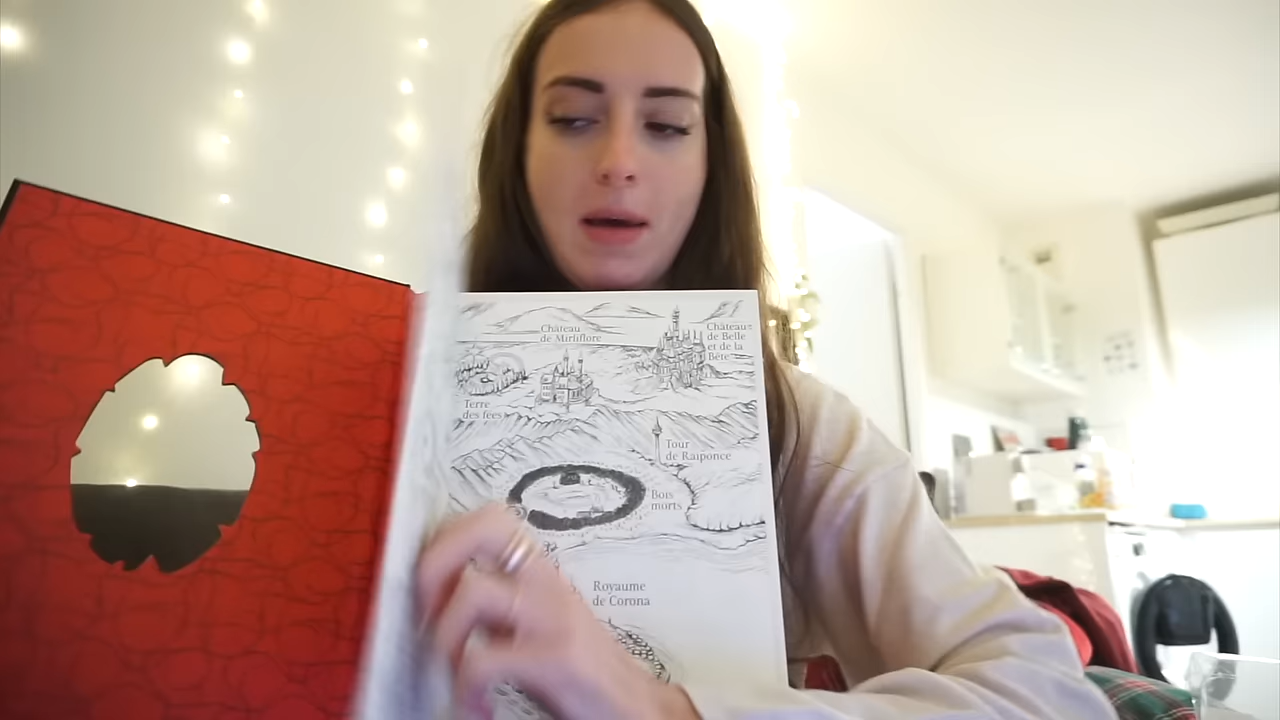 Château
de Mirliflore
Château
de Belle
et de la
Bête
Terre
des fées
Tour
de Raiponce
Bois
morts
Royaume
de Corona